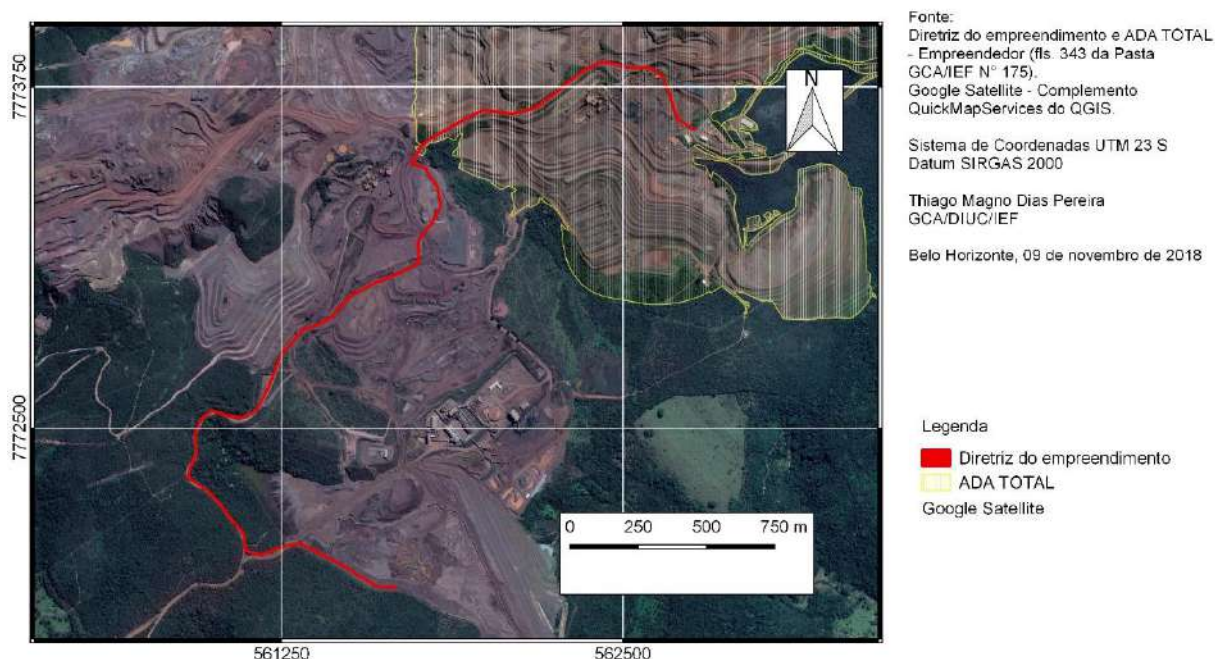 Fonte:
Diretriz do empreendimento e ADA TOTAL
- Empreendedor (fls. 343 da Pasta
GCA/IEF N° 175).
Google Satellite - Complemento
QuickMapServices do QGIS.
Sistema de Coordenadas UTM 23 S
Datum SIRGAS 2000
Thiago Magno Dias Pereira
GCA/DIUC/IEF
Belo Horizonte, 09 de novembro de 2018
N
7773750
7772500
Legenda
Diretriz do empreendimento
ADA TOTAL
Google Satellite
0 250 500 750 m
561250 562500